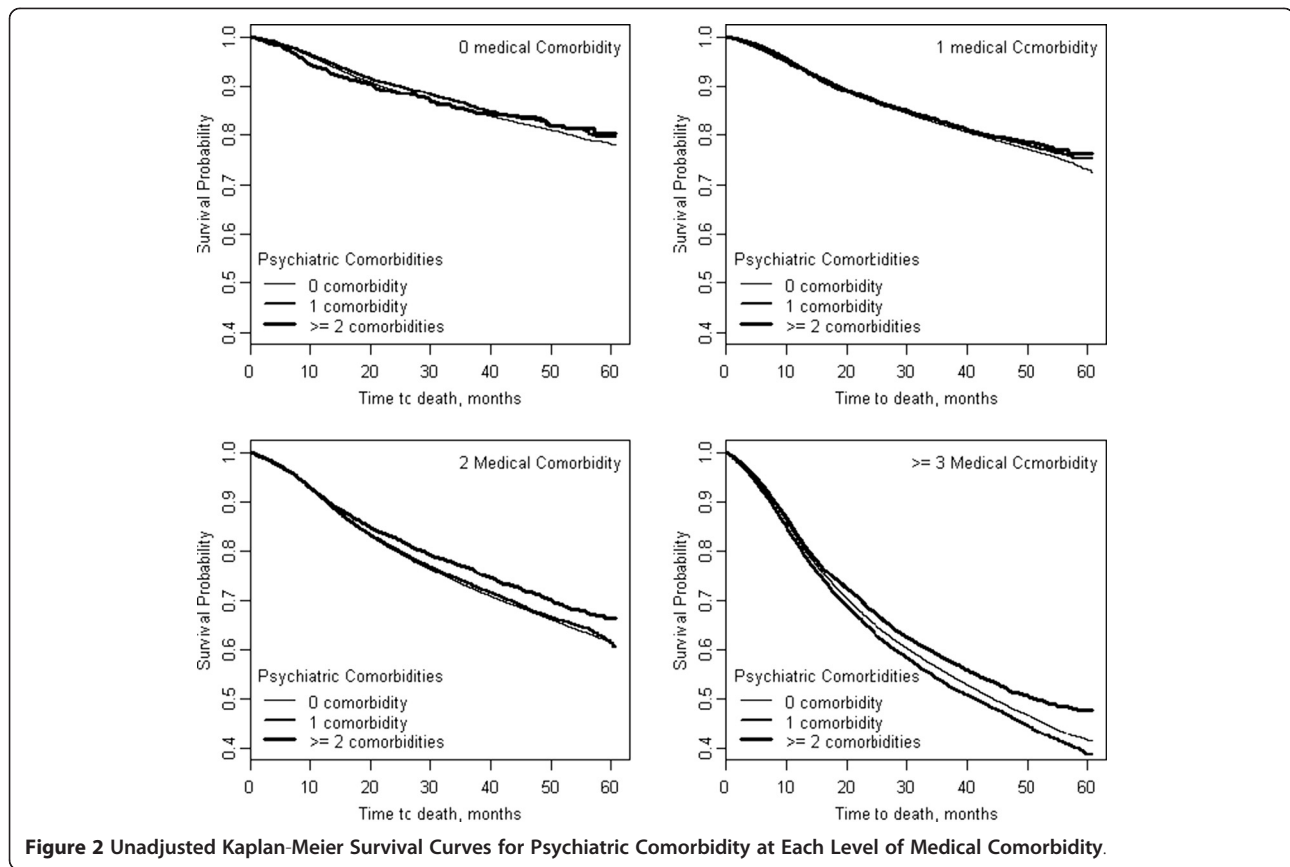 0 medical Comorbidity
Survival Probability
1.0
0.9
0.8
0.7
0.6
0.5
0.4
Psychiatric Comorbidities
0 comorbidity
1 comorbidity
>= 2 comorbidities
0 10 20 30 40 50 60
Time to death, months
1 medical Comorbidity
Survival Probability
1.0
0.9
0.8
0.7
0.6
0.5
0.4
Psychiatric Comorbidities
0 comorbidity
1 comorbidity
>= 2 comorbidities
0 10 20 30 40 50 60
Time to death, months
2 Medical Comorbidity
Survival Probability
1.0
0.9
0.8
0.7
0.6
0.5
0.4
Psychiatric Comorbidities
0 comorbidity
1 comorbidity
>= 2 comorbidities
0 10 20 30 40 50 60
Time to death, months
>= 3 Medical Comorbidity
Survival Probability
1.0
0.9
0.8
0.7
0.6
0.5
0.4
Psychiatric Comorbidities
0 comorbidity
1 comorbidity
>= 2 comorbidities
0 10 20 30 40 50 60
Time to death, months
Figure 2 Unadjusted Kaplan-Meier Survival Curves for Psychiatric Comorbidity at Each Level of Medical Comorbidity.